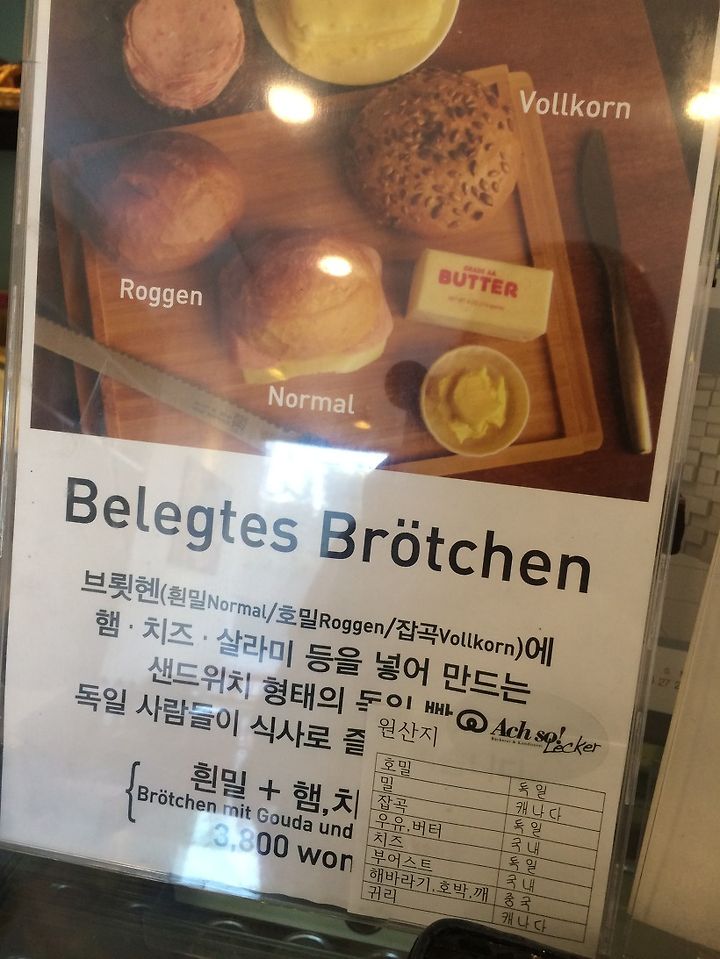 Vollkorn
GRADE AA
BUTTER
Roggen
Normal
Belegtes Brötchen
브룃헨(흰밀Normal/호밀Roggen/잡곡Vollkorn)에
햄 · 치즈 · 살라미 등을 넣어 만드는
샌드위치 형태의 독일 빵
독일 사람들이 식사로 즐
흰밀 + 햄,치
Brötchen mit Gouda und
3,800 won
원산지
Ach so!
Lecker
호밀 독일
밀 캐나다
잡곡 독일
우유.버터 국내
치즈 독일
부어스트 국내
해바라기.호박.깨 중국
귀리 캐나다